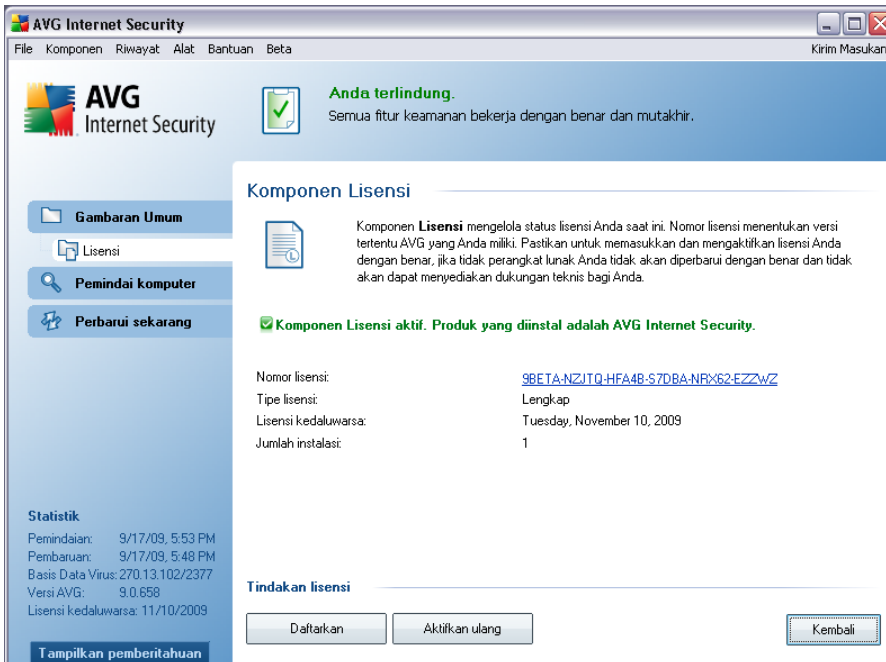 AVG Internet Security
File Komponen Riwayat Alat Bantuan Beta Kirim Masukan
AVG
Internet Security
Anda terlindung.
Semua fitur keamanan bekerja dengan benar dan mutakhir.
Gambaran Umum
Lisensi
Pemindai komputer
Perbarui sekarang
Komponen Lisensi
Komponen Lisensi mengelola status lisensi Anda saat ini. Nomor lisensi menentukan versi
tertentu AVG yang Anda miliki. Pastikan untuk memasukkan dan mengaktifkan lisensi Anda
dengan benar, jika tidak perangkat lunak Anda tidak akan diperbarui dengan benar dan tidak
akan dapat menyediakan dukungan teknis bagi Anda.
Komponen Lisensi aktif. Produk yang diinstal adalah AVG Internet Security.
Nomor lisensi: 9BETA-NZJTQ-HFA4B-S7DBA-NRX62-EZZWZ
Tipe lisensi: Lengkap
Lisensi kedaluwarsa: Tuesday, November 10, 2009
Jumlah instalasi: 1
Statistik
Pemindaian: 9/17/09, 5:53 PM
Pembaruan: 9/17/09, 5:48 PM
Basis Data Virus: 270.13.102/2377
Versi AVG: 9.0.658
Lisensi kedaluwarsa: 11/10/2009
Tampilkan pemberitahuan
Tindakan lisensi
Daftarkan
Aktifkan ulang
Kembali